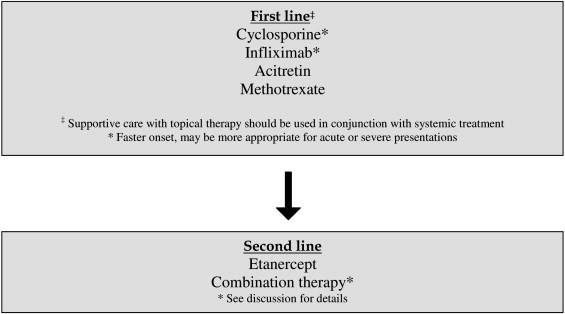 First line‡
Cyclosporine*
Infliximab*
Acitretin
Methotrexate
‡ Supportive care with topical therapy should be used in conjunction with systemic treatment
* Faster onset, may be more appropriate for acute or severe presentations
Second line
Etanercept
Combination therapy*
* See discussion for details